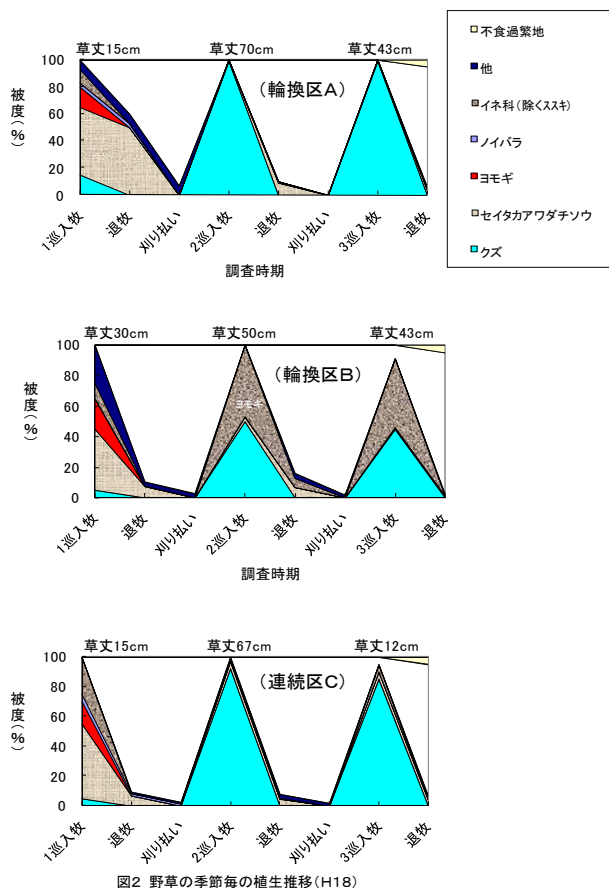 草丈15cm 草丈70cm 草丈43cm
(輪換区A)
被度(%)
100
80
60
40
20
0
1巡入牧 退牧 刈り払い 2巡入牧 退牧 刈り払い 3巡入牧 退牧
調査時期
不食過繁地
他
イネ科(除くススキ)
ノイバラ
ヨモギ
セイタカアワダチソウ
クズ
草丈30cm 草丈50cm 草丈43cm
(輪換区B)
ヨモギ
被度(%)
100
80
60
40
20
0
1巡入牧 退牧 刈り払い 2巡入牧 退牧 刈り払い 3巡入牧 退牧
調査時期
草丈15cm 草丈67cm 草丈12cm
(連続区C)
被度(%)
100
80
60
40
20
0
1巡入牧 退牧 刈り払い 2巡入牧 退牧 刈り払い 3巡入牧 退牧
図2 野草の季節毎の植生推移(H18)